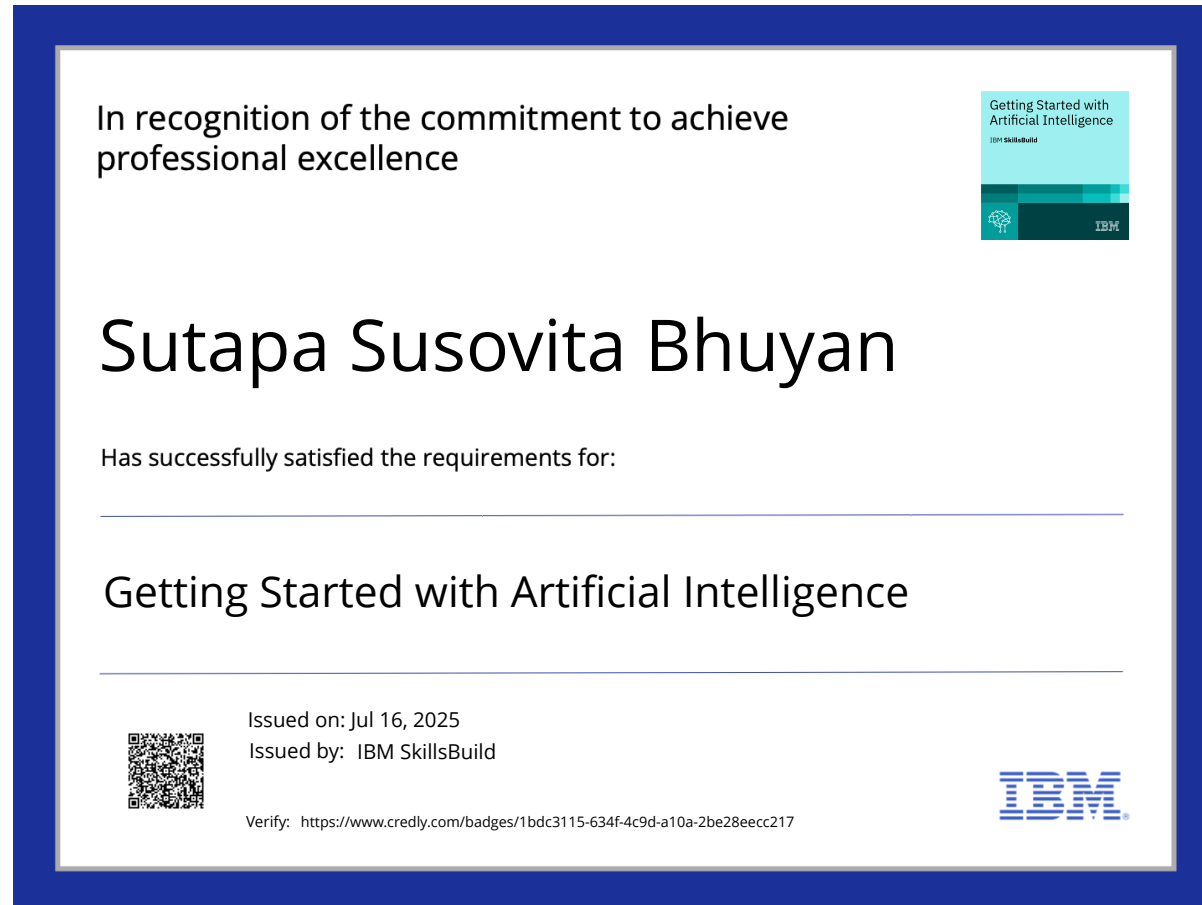 In recognition of the commitment to achieve
professional excellence
Getting Started with
Artificial Intelligence
IBM SkillsBuild
IBM
Sutapa Susovita Bhuyan
Has successfully satisfied the requirements for:
Getting Started with Artificial Intelligence
Issued on: Jul 16, 2025
Issued by: IBM SkillsBuild
Verify: https://www.credly.com/badges/1bdc3115-634f-4c9d-a10a-2be28eecc217
IBM®